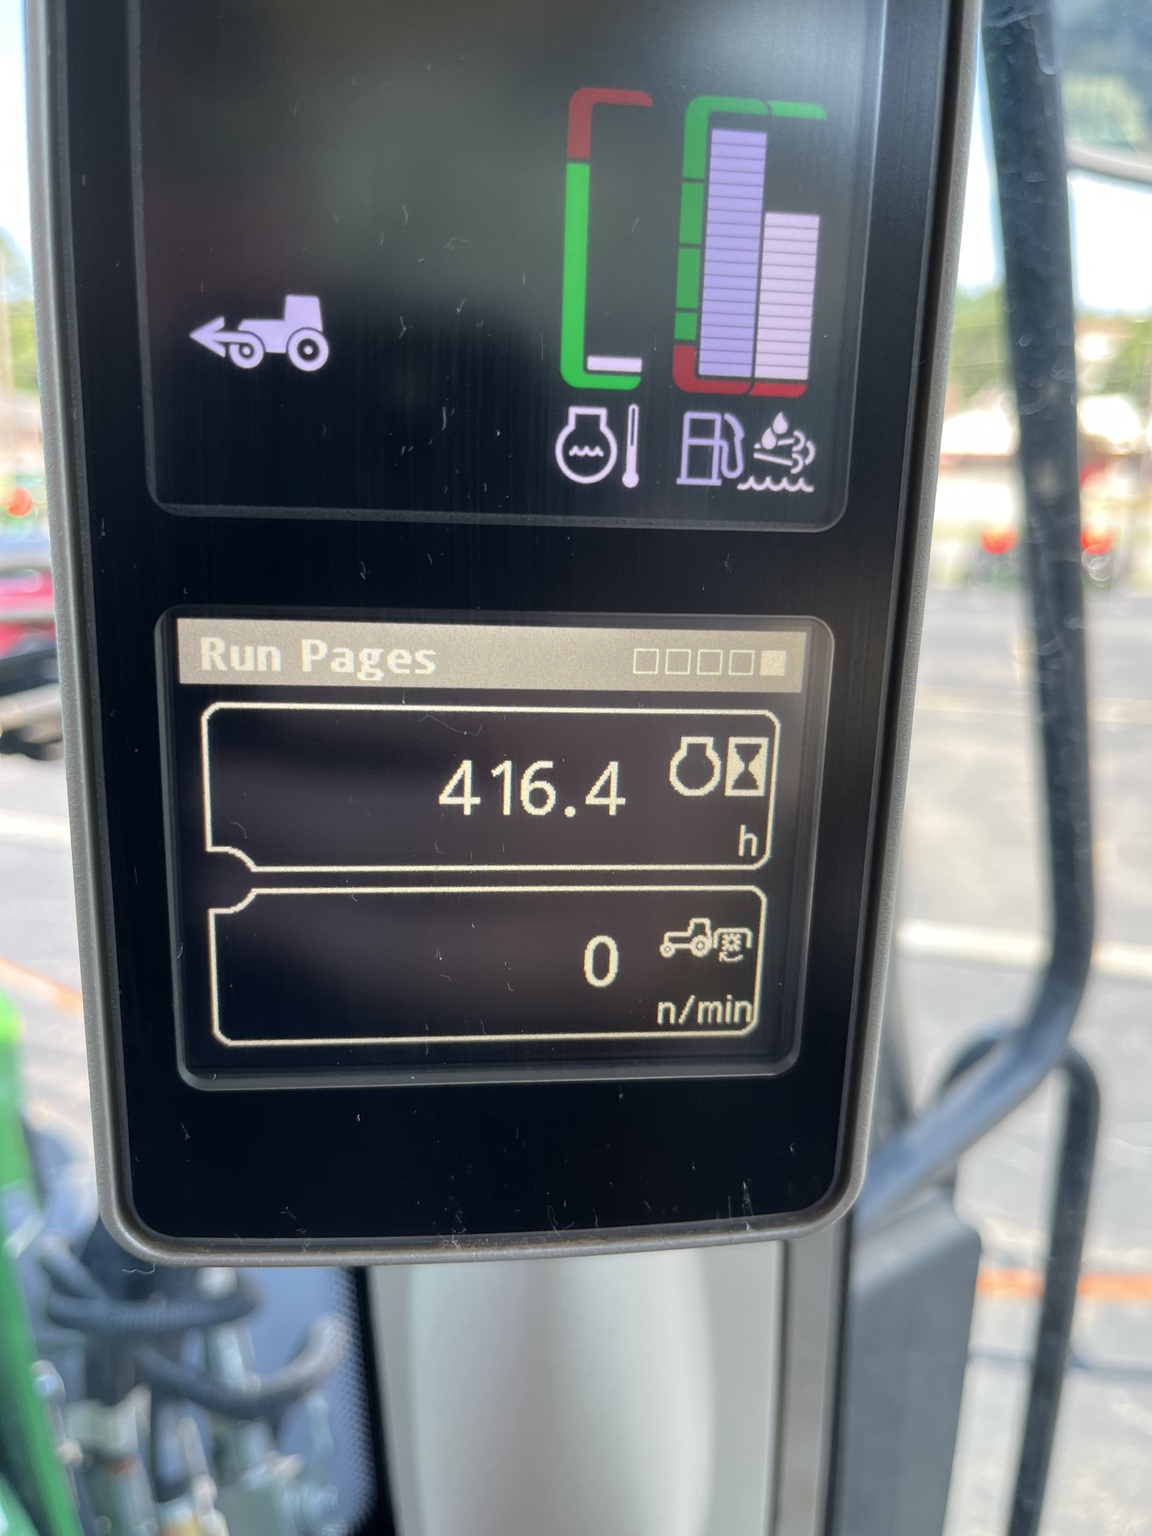 Run Pages
416.4
h
0
n/min